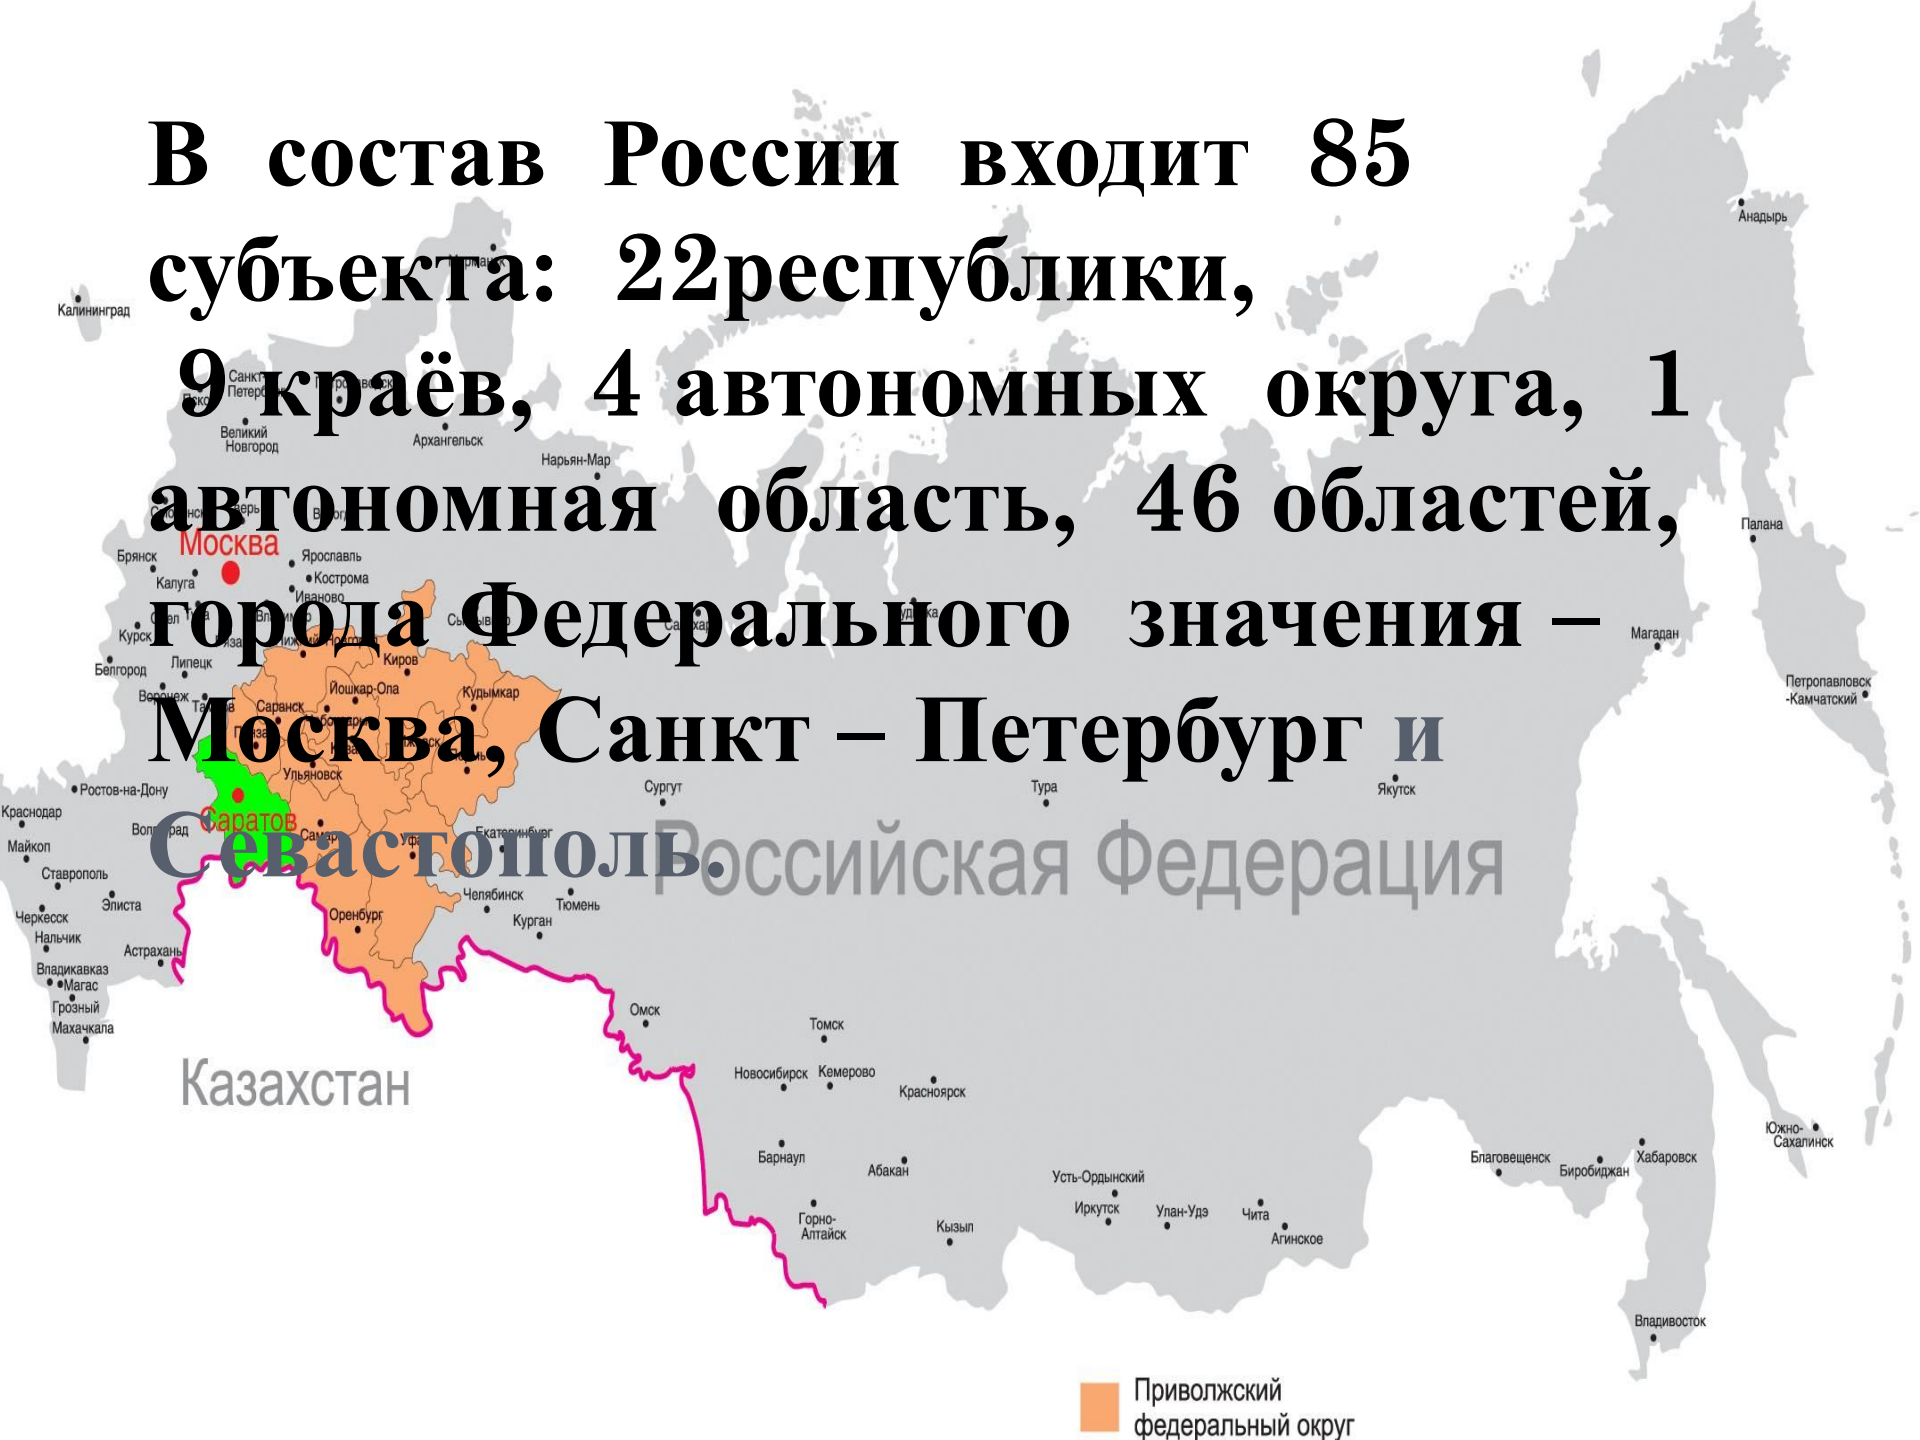 В состав России входит 85
субъекта: 22республики,
9 краёв, 4 автономных округа, 1
автономная область, 46 областей,
города Федерального значения –
Москва, Санкт – Петербург и
Севастополь.
Анадырь
Калининград
Санкт-
Великий
Новгород
Архангельск
Нарьян-Мар
Палана
Москва
Брянск
Ярославль
Калуга
Кострома
Иваново
Курск
Магадан
Белгород
Липецк
Киров
Петропавловск
-Камчатский
Йошкар-Ола
Кудымкар
Воронеж
Саранск
Ульяновск
Ростов-на-Дону
Сургут
Тура
Якутск
Краснодар
Саратов
Майкоп
Российская Федерация
Ставрополь
Элиста
Челябинск
Тюмень
Черкесск
Оренбург
Курган
Нальчик
Астрахань
Владикавказ
Магас
Грозный
Махачкала
Омск
Томск
Казахстан
Новосибирск
Кемерово
Красноярск
Южно-
Сахалинск
Барнаул
Абакан
Усть-Ордынский
Благовещенск
Биробиджан
Хабаровск
Горно-
Алтайск
Кызыл
Иркутск
Улан-Удэ
Чита
Агинское
Владивосток
Приволжский
федеральный округ